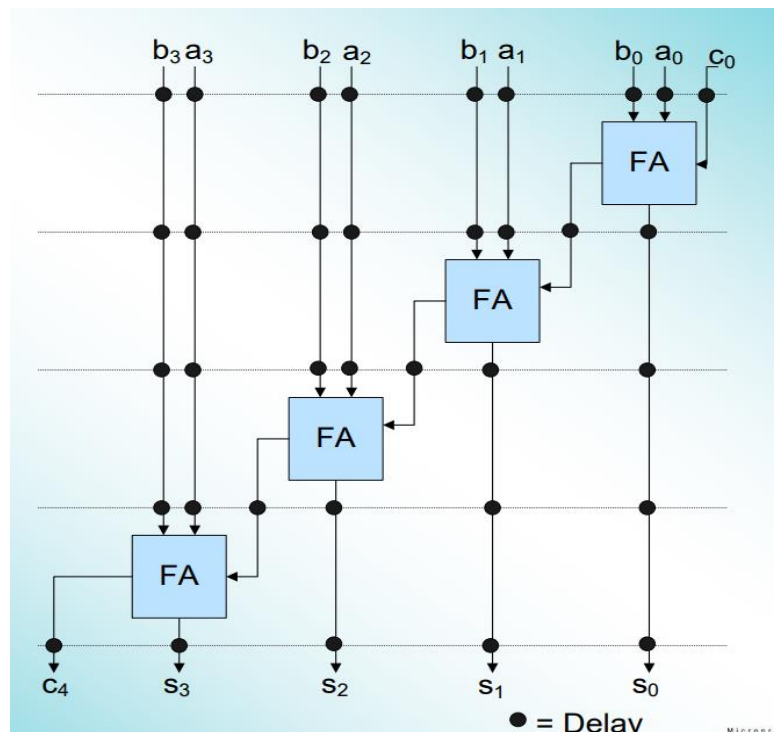 b₃ a₃ b₂ a₂ b₁ a₁ b₀ a₀ c₀
FA
FA
FA
FA
c₄ s₃ s₂ s₁ s₀
= Delay